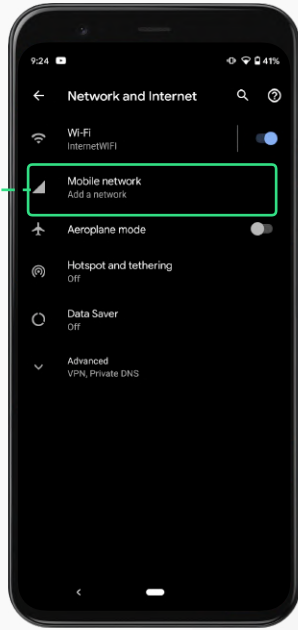 9:24 41%
Network and Internet
Wi-Fi
InternetWIFI
Mobile network
Add a network
Aeroplane mode
Hotspot and tethering
Off
Data Saver
Off
Advanced
VPN, Private DNS